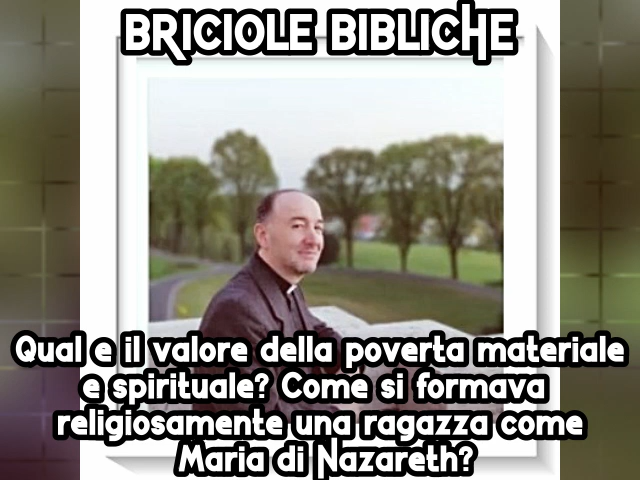 BRICIOLE BIBLICHE
Qual e il valore della poverta materiale
e spirituale? Come si formava
religiosamente una ragazza come
Maria di Nazareth?